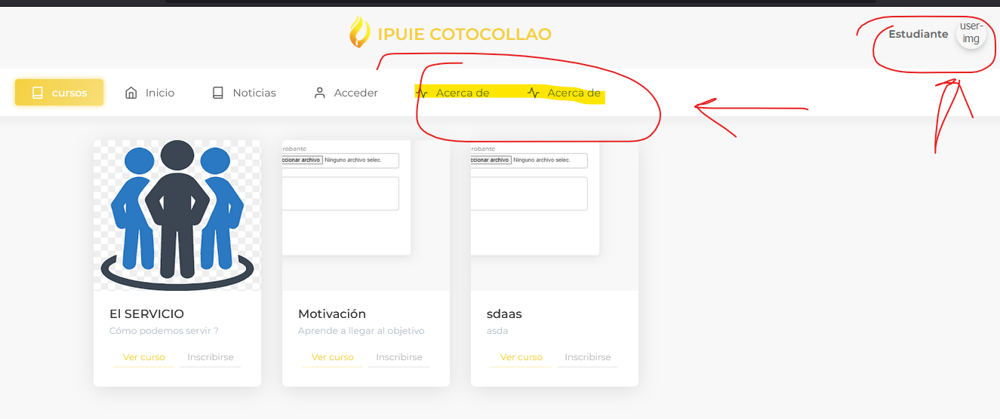 IPUIE COTOCOLLAO
Estudiante
user-
img
cursos
Inicio
Noticias
Acceder
Acerca de
Acerca de
robante
ccionar archivo Ninguno archivo selec.
robante
ccionar archivo Ninguno archivo selec.
El SERVICIO
Cómo podemos servir ?
Ver curso
Inscribirse
Motivación
Aprende a llegar al objetivo
Ver curso
Inscribirse
sdaas
asda
Ver curso
Inscribirse